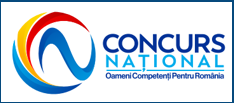 CONCURS
NAȚIONAL
Oameni Competenți Pentru România